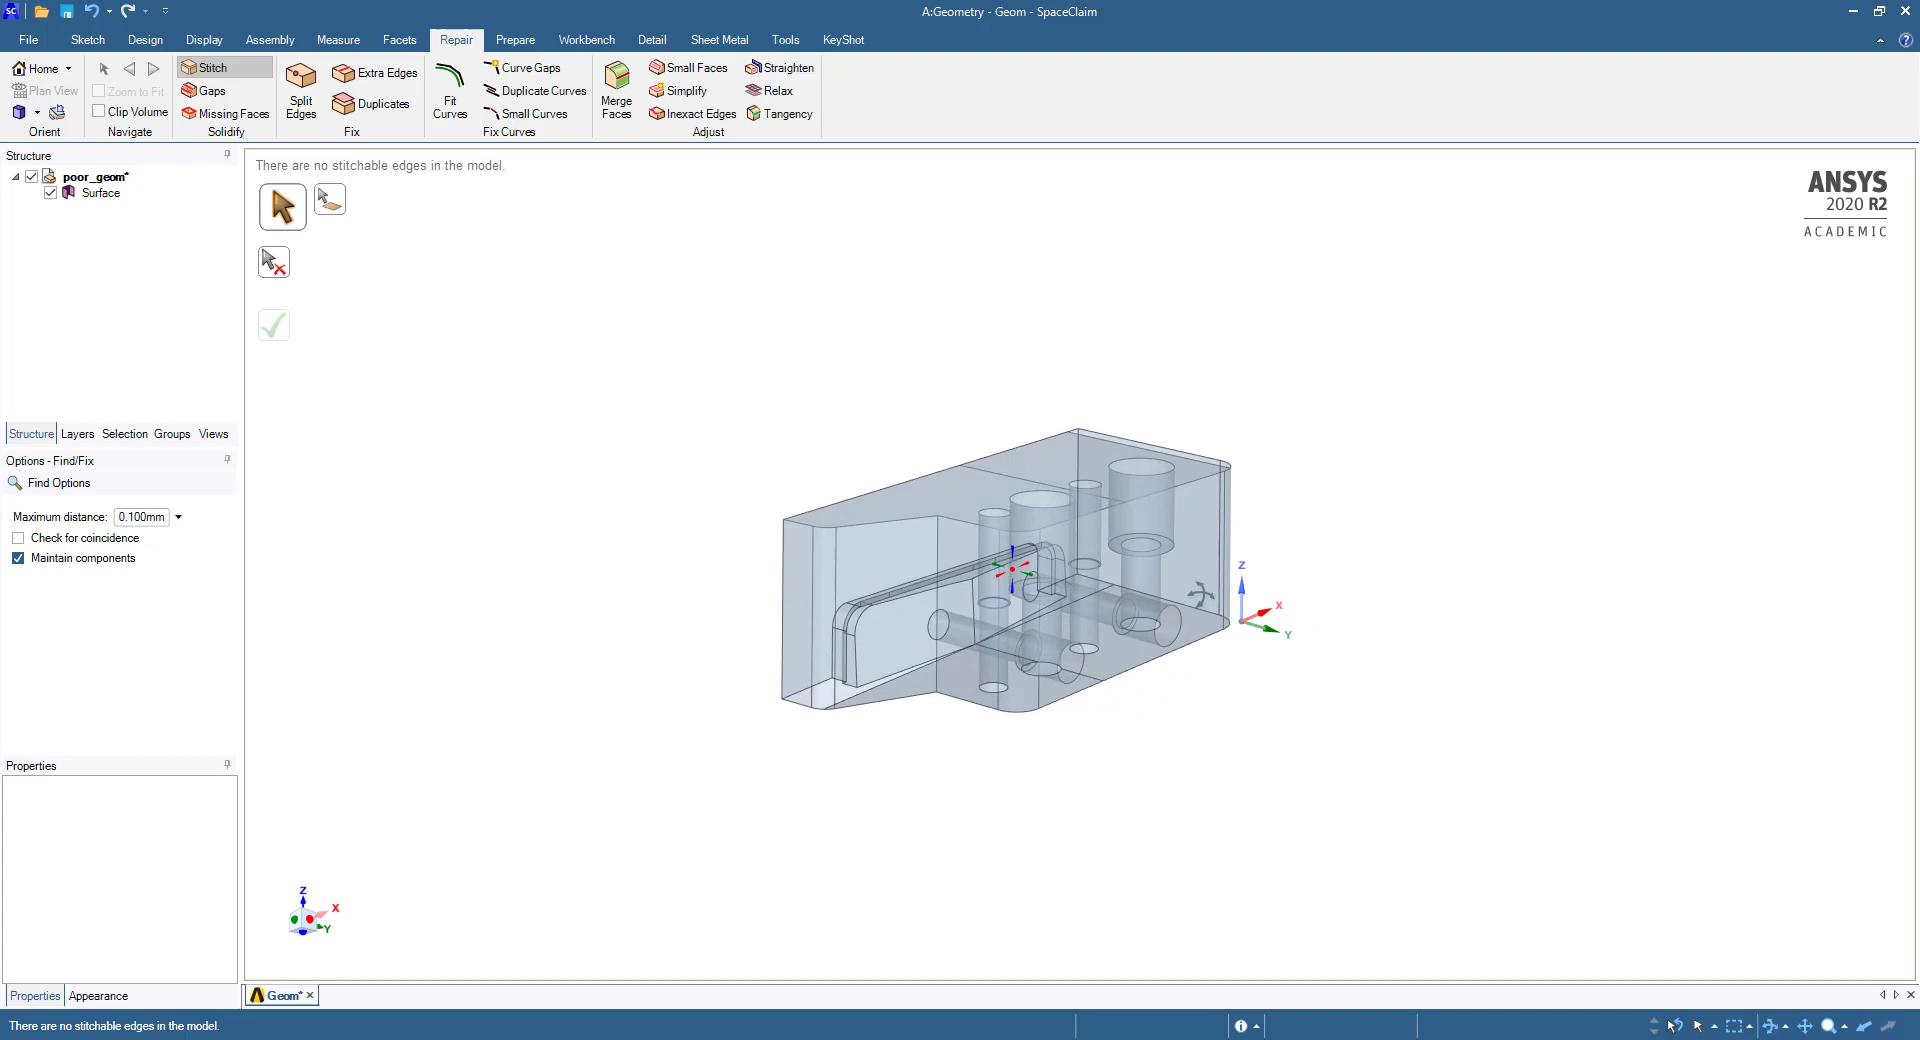 SC
A:Geometry - Geom - SpaceClaim
File Sketch Design Display Assembly Measure Facets Repair Prepare Workbench Detail Sheet Metal Tools KeyShot
Home
Plan View
Orient
Zoom to Fit
Clip Volume
Navigate
Stitch
Gaps
Missing Faces
Solidify
Split
Edges
Extra Edges
Duplicates
Fix
Fit
Curves
Curve Gaps
Duplicate Curves
Small Curves
Fix Curves
Merge
Faces
Small Faces
Simplify
Inexact Edges
Straighten
Relax
Tangency
Adjust
Structure
poor_geom*
Surface
Structure Layers Selection Groups Views
Options - Find/Fix
Find Options
Maximum distance: 0.100mm
Check for coincidence
Maintain components
Properties
Properties Appearance
There are no stitchable edges in the model.
ANSYS
2020 R2
ACADEMIC
Z
X
Y
Z
X
Y
Geom*
There are no stitchable edges in the model.